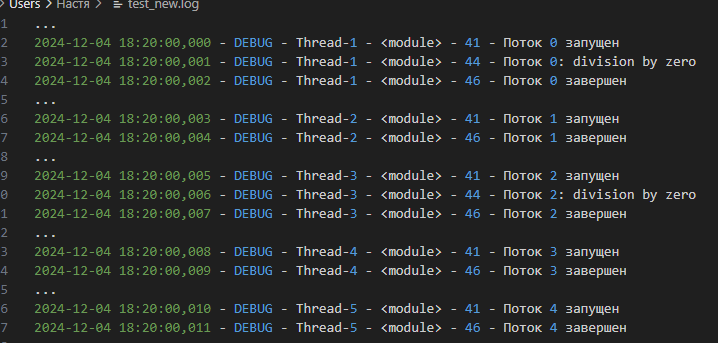 Users > Настя > test_new.log
1 ...
2 2024-12-04 18:20:00,000 - DEBUG - Thread-1 - <module> - 41 - Поток 0 запущен
3 2024-12-04 18:20:00,001 - DEBUG - Thread-1 - <module> - 44 - Поток 0: division by zero
4 2024-12-04 18:20:00,002 - DEBUG - Thread-1 - <module> - 46 - Поток 0 завершен
5 ...
6 2024-12-04 18:20:00,003 - DEBUG - Thread-2 - <module> - 41 - Поток 1 запущен
7 2024-12-04 18:20:00,004 - DEBUG - Thread-2 - <module> - 46 - Поток 1 завершен
8 ...
9 2024-12-04 18:20:00,005 - DEBUG - Thread-3 - <module> - 41 - Поток 2 запущен
0 2024-12-04 18:20:00,006 - DEBUG - Thread-3 - <module> - 44 - Поток 2: division by zero
1 2024-12-04 18:20:00,007 - DEBUG - Thread-3 - <module> - 46 - Поток 2 завершен
2 ...
3 2024-12-04 18:20:00,008 - DEBUG - Thread-4 - <module> - 41 - Поток 3 запущен
4 2024-12-04 18:20:00,009 - DEBUG - Thread-4 - <module> - 46 - Поток 3 завершен
5 ...
6 2024-12-04 18:20:00,010 - DEBUG - Thread-5 - <module> - 41 - Поток 4 запущен
7 2024-12-04 18:20:00,011 - DEBUG - Thread-5 - <module> - 46 - Поток 4 завершен